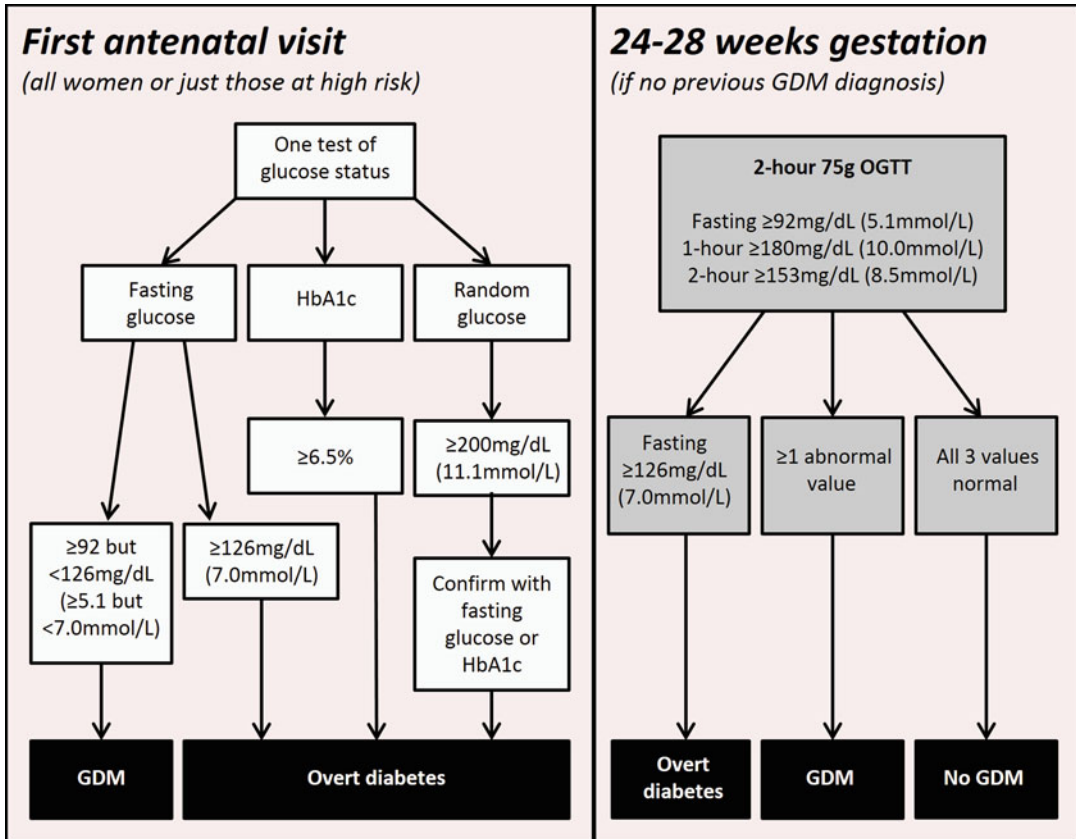 First antenatal visit
(all women or just those at high risk)
One test of
glucose status
Fasting
glucose
HbA1c
Random
glucose
≥6.5%
≥200mg/dL
(11.1mmol/L)
≥92 but
<126mg/dL
(≥5.1 but
<7.0mmol/L)
≥126mg/dL
(7.0mmol/L)
Confirm with
fasting
glucose or
HbA1c
GDM
Overt diabetes
24-28 weeks gestation
(if no previous GDM diagnosis)
2-hour 75g OGTT
Fasting ≥92mg/dL (5.1mmol/L)
1-hour ≥180mg/dL (10.0mmol/L)
2-hour ≥153mg/dL (8.5mmol/L)
Fasting
≥126mg/dL
(7.0mmol/L)
≥1 abnormal
value
All 3 values
normal
Overt
diabetes
GDM
No GDM